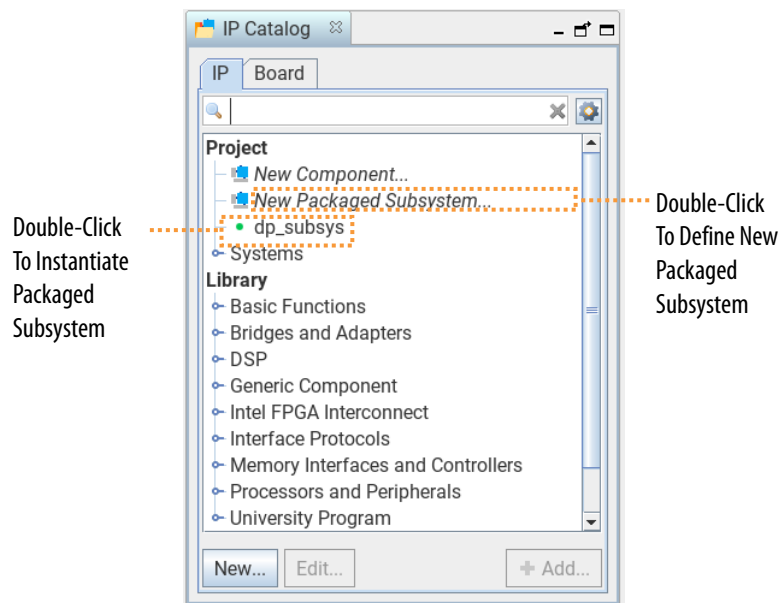 IP Catalog
IP
Board
Project
New Component...
New Packaged Subsystem...
dp_subsys
Systems
Library
Basic Functions
Bridges and Adapters
DSP
Generic Component
Intel FPGA Interconnect
Interface Protocols
Memory Interfaces and Controllers
Processors and Peripherals
University Program
New...
Edit...
Add...
Double-Click
To Instantiate
Packaged
Subsystem
Double-Click
To Define New
Packaged
Subsystem